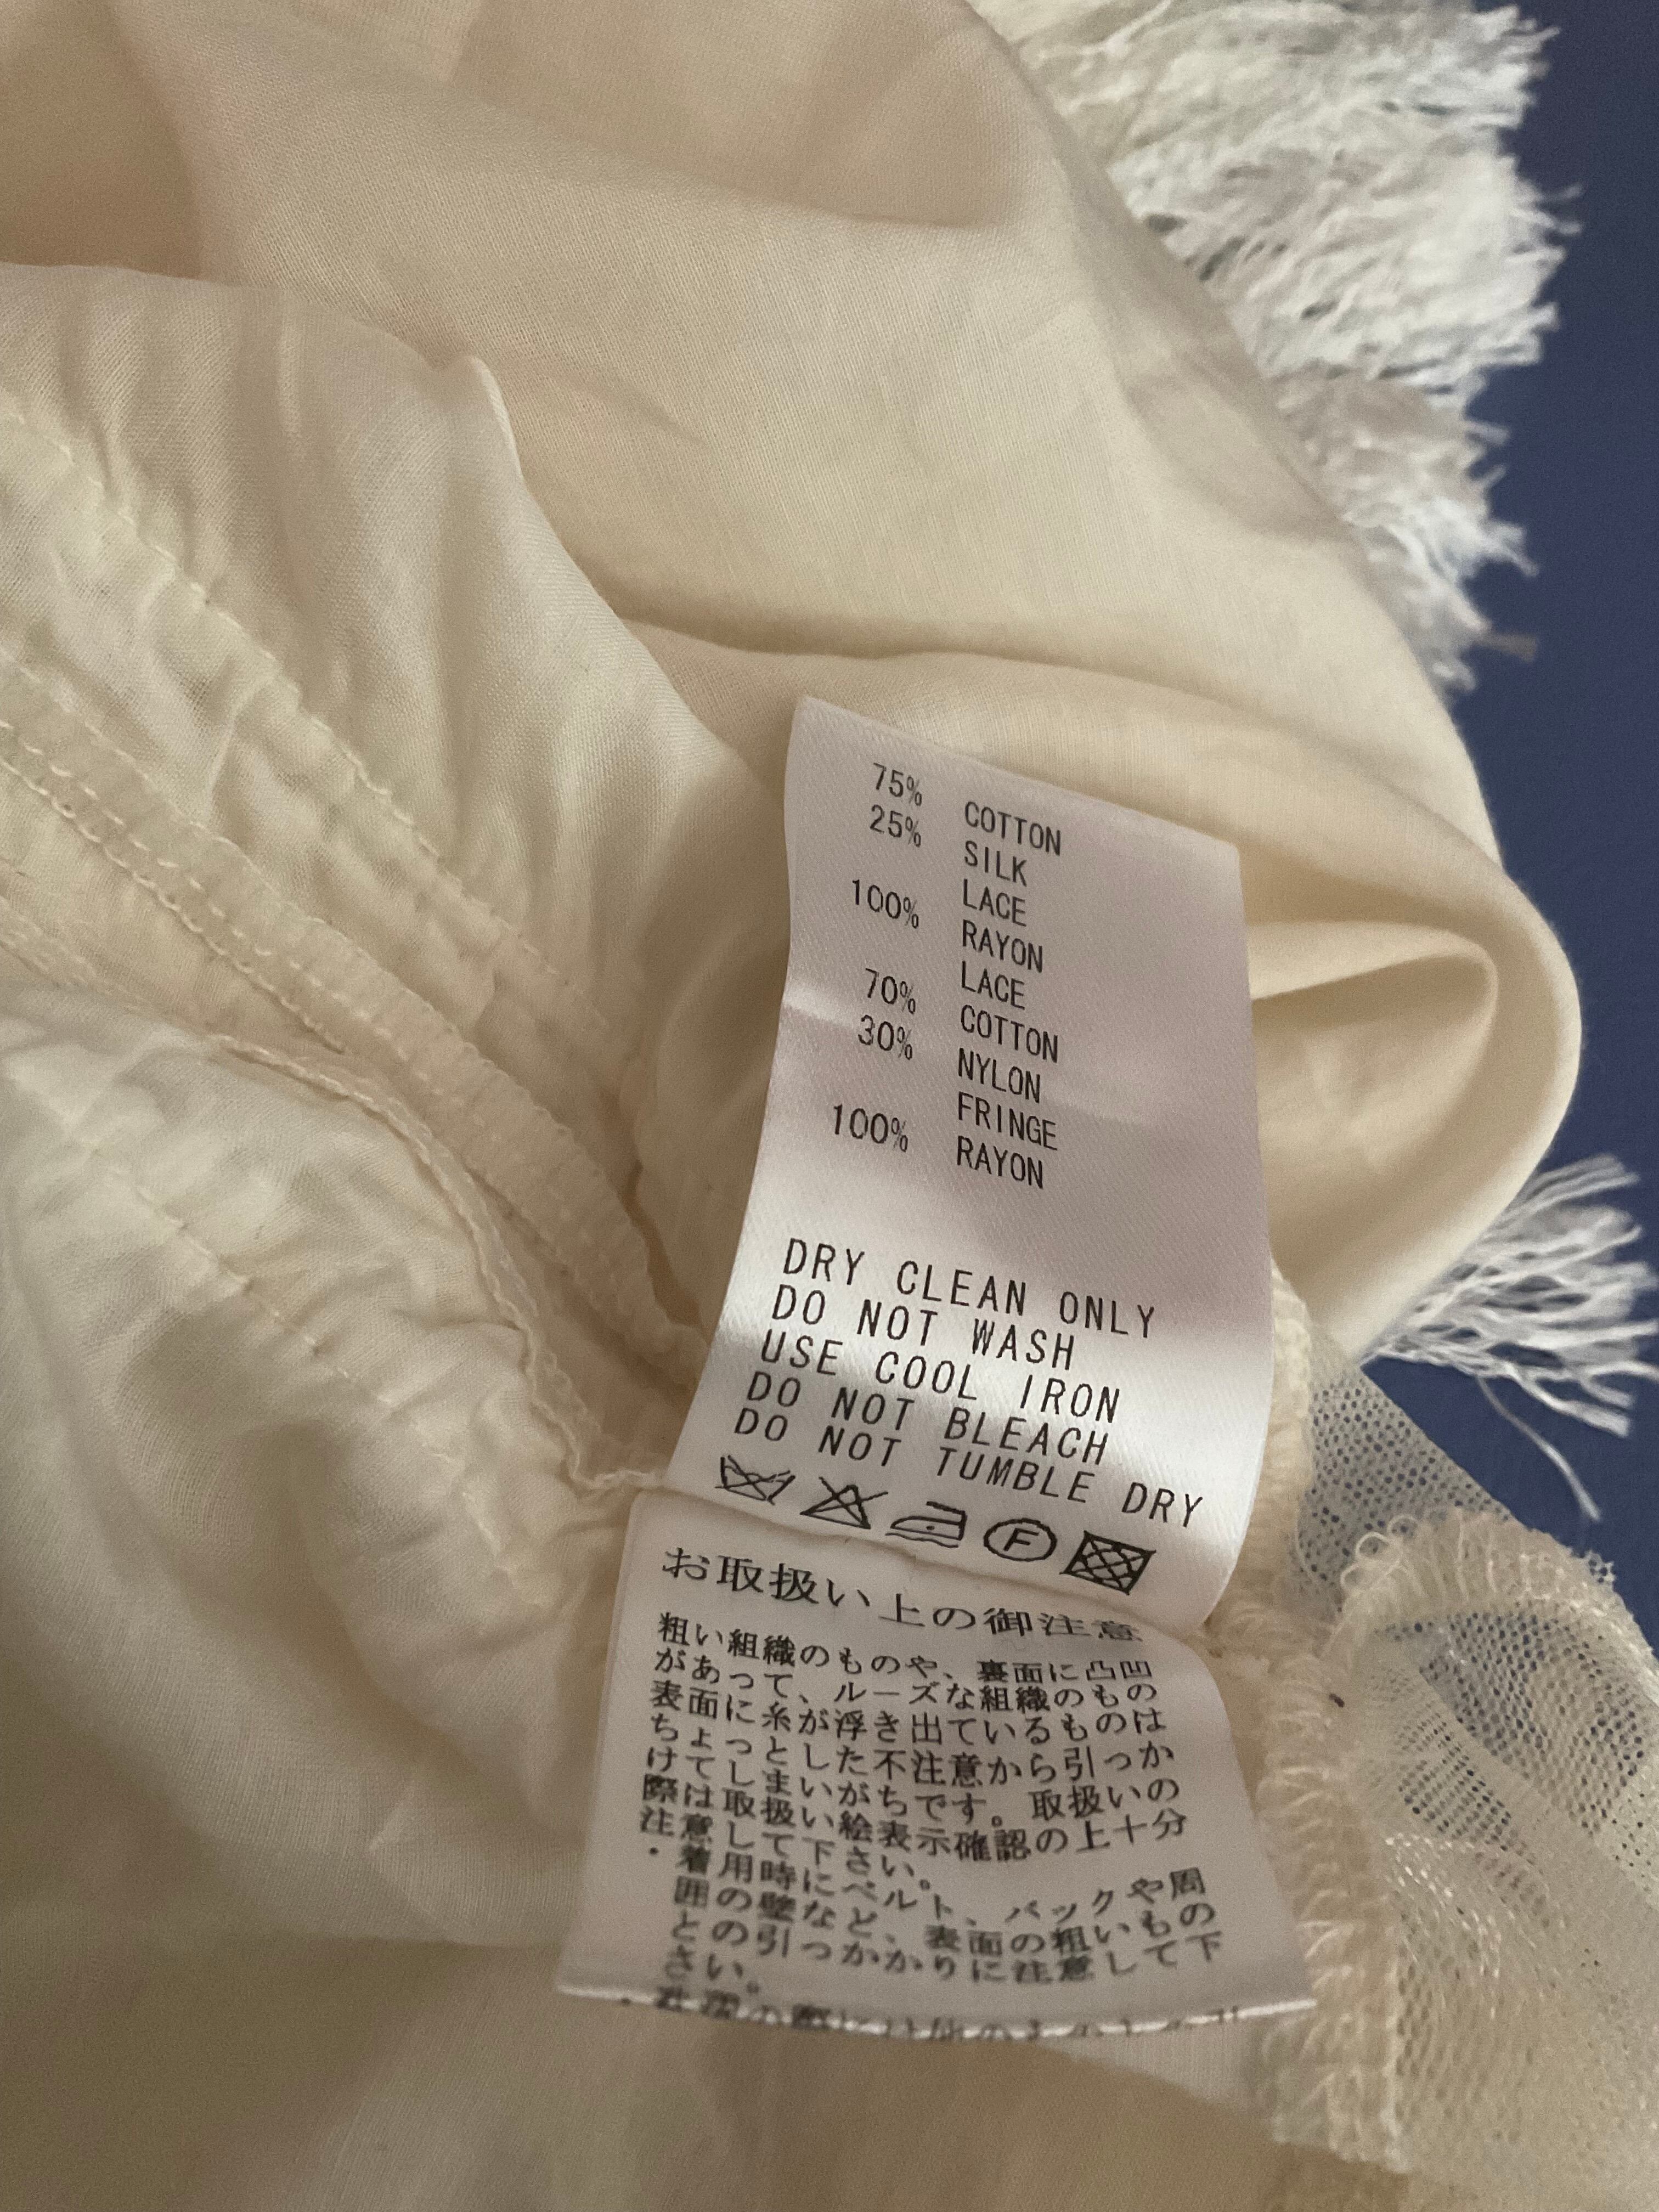 75% COTTON
25% SILK
LACE
100% RAYON
LACE
70% COTTON
30% NYLON
FRINGE
100% RAYON
DRY CLEAN ONLY
DO NOT WASH
USE COOL IRON
DO NOT BLEACH
DO NOT TUMBLE DRY
F
お取扱い上の御注意
粗い組織のものや、裏面に凸凹
があって、ルーズな組織のもの
表面に糸が浮き出ているものは
ちょっとした不注意から引っか
けてしまいがちです。取扱いの
際は取扱い絵表示確認の上十分
注意して下さい。
・着用時にベルト、バックや周
囲の壁など、表面の粗いもの
との引っかかりに注意して下
さい。